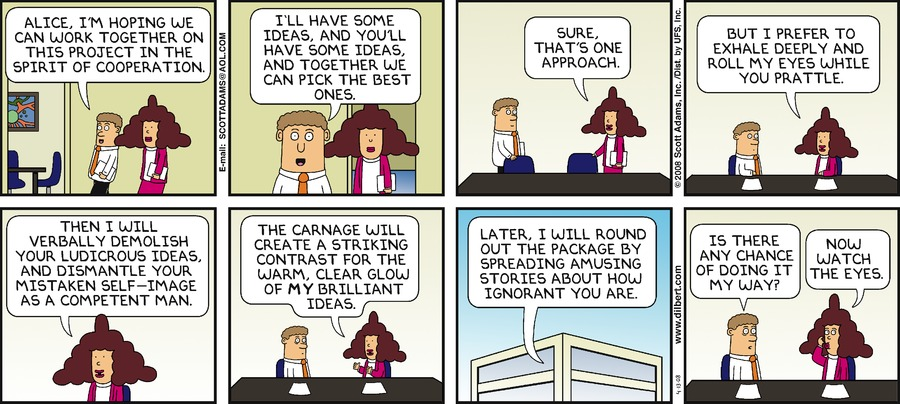 ALICE, I'M HOPING WE
CAN WORK TOGETHER ON
THIS PROJECT IN THE
SPIRIT OF COOPERATION.
E-mail: SCOTTADAMS@AOL.COM
I'LL HAVE SOME
IDEAS, AND YOU'LL
HAVE SOME IDEAS,
AND TOGETHER WE
CAN PICK THE BEST
ONES.
SURE,
THAT'S ONE
APPROACH.
©2008 Scott Adams, Inc./Dist. by UFS, Inc.
BUT I PREFER TO
EXHALE DEEPLY AND
ROLL MY EYES WHILE
YOU PRATTLE.
THEN I WILL
VERBALLY DEMOLISH
YOUR LUDICROUS IDEAS,
AND DISMANTLE YOUR
MISTAKEN SELF-IMAGE
AS A COMPETENT MAN.
THE CARNAGE WILL
CREATE A STRIKING
CONTRAST FOR THE
WARM, CLEAR GLOW
OF MY BRILLIANT
IDEAS.
LATER, I WILL ROUND
OUT THE PACKAGE BY
SPREADING AMUSING
STORIES ABOUT HOW
IGNORANT YOU ARE.
www.dilbert.com
4-13-08
IS THERE
ANY CHANCE
OF DOING IT
MY WAY?
NOW
WATCH
THE EYES.